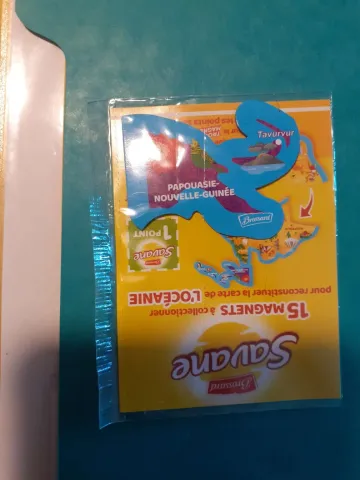 Tavurvur
PAPOUASIE-
NOUVELLE-GUINÉE
Brossard
Brossard
Savane
15 MAGNETS à collectionner
pour reconstituer la carte de L'OCÉANIE
Savane
1 POINT